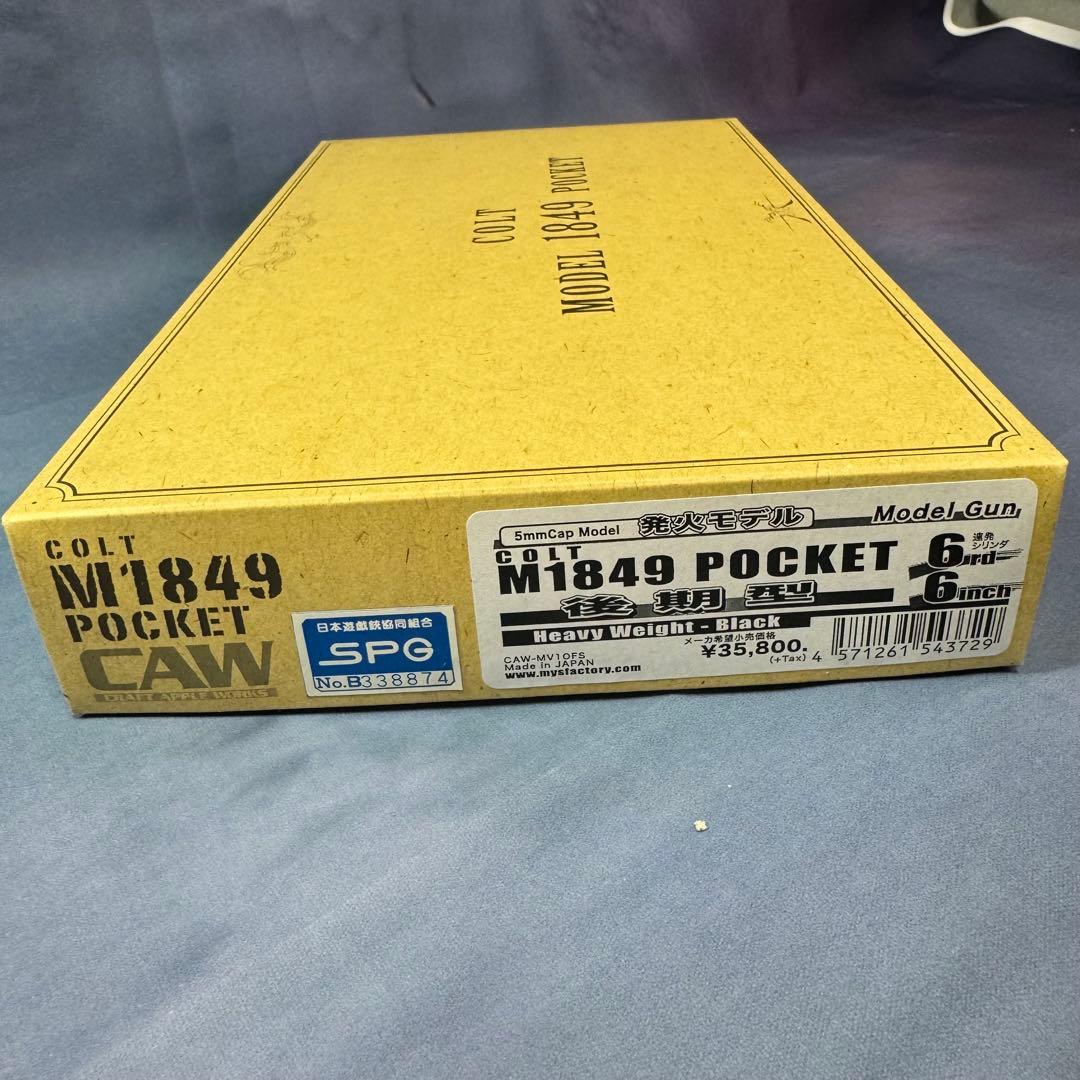 COLT
MODEL 1849 POCKET
COLT
M1849
POCKET
CAW
CRAFT APPLE WORKS
日本遊戯銃協同組合
SPG
No.B338874
5mmCap Model 発火モデル Model Gun
COLT
M1849 POCKET
後期型
6連発シリンダrd
6inch
Heavy Weight - Black
メーカ希望小売価格
¥35,800.
(+Tax)
CAW-MV10FS
Made in JAPAN
www.mysfactory.com
4 571261 543729